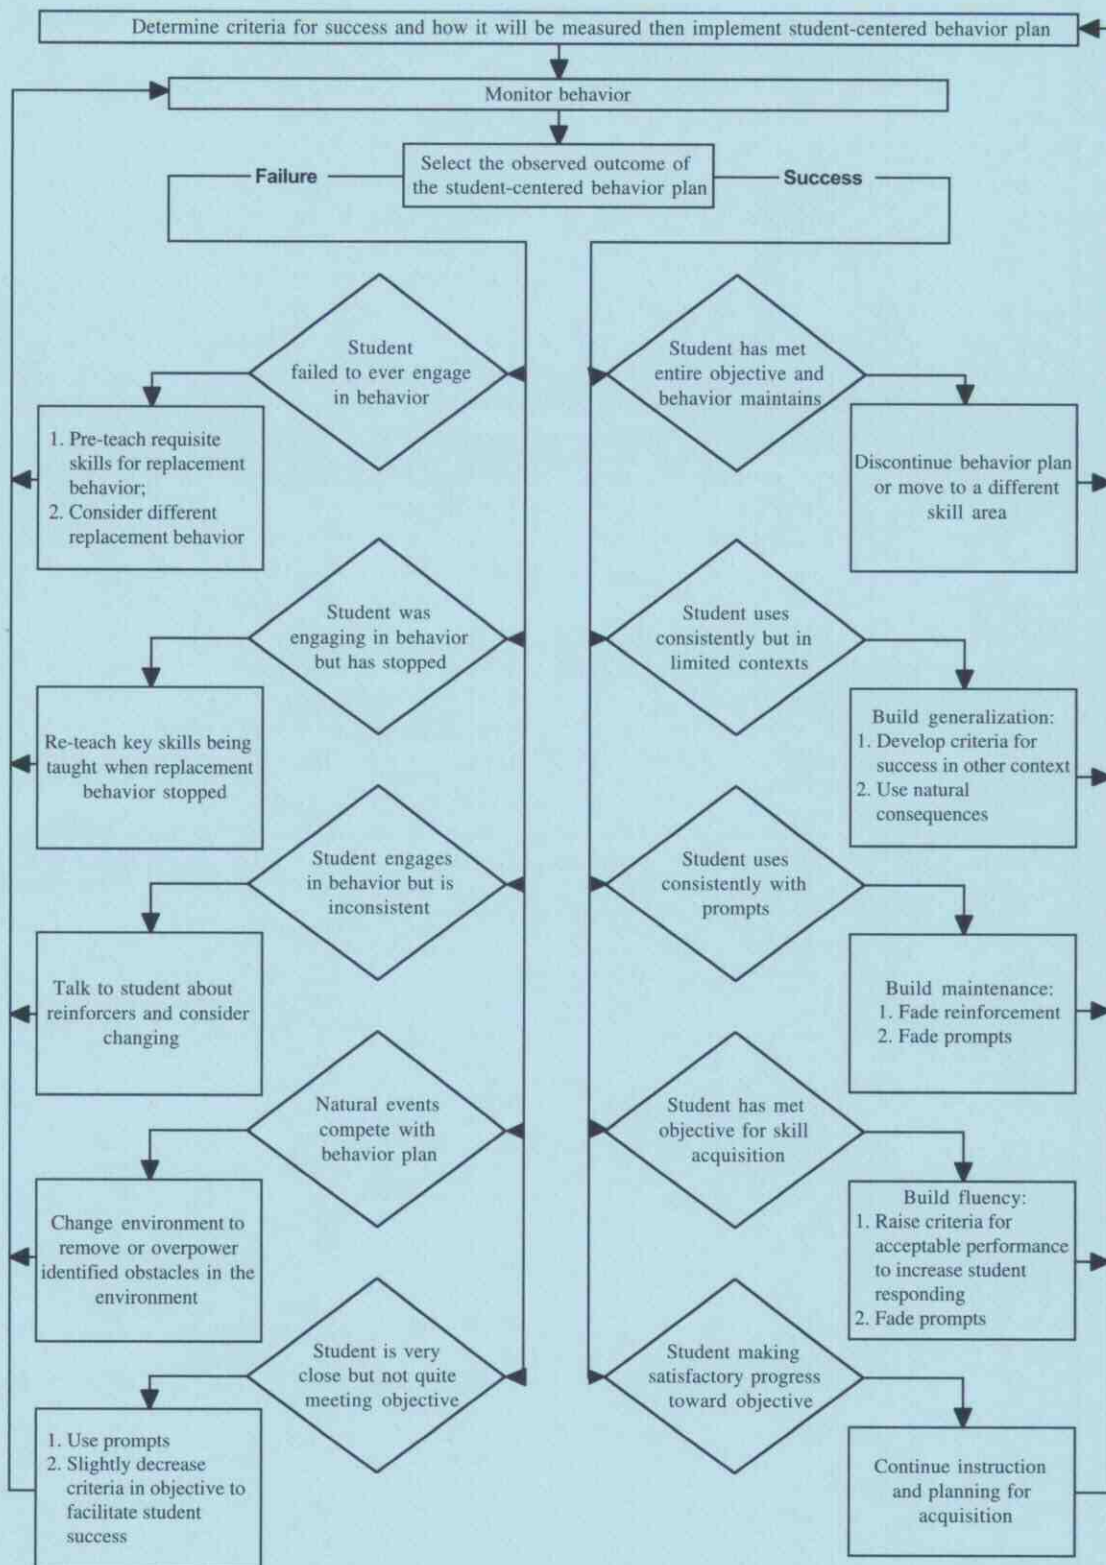 Determine criteria for success and how it will be measured then implement student-centered behavior plan
Monitor behavior
Select the observed outcome of
the student-centered behavior plan
Failure
Success
Student
failed to ever engage
in behavior
1. Pre-teach requisite
skills for replacement
behavior;
2. Consider different
replacement behavior
Student was
engaging in behavior
but has stopped
Re-teach key skills being
taught when replacement
behavior stopped
Student engages
in behavior but is
inconsistent
Talk to student about
reinforcers and consider
changing
Natural events
compete with
behavior plan
Change environment to
remove or overpower
identified obstacles in the
environment
Student is very
close but not quite
meeting objective
1. Use prompts
2. Slightly decrease
criteria in objective to
facilitate student
success
Student has met
entire objective and
behavior maintains
Discontinue behavior plan
or move to a different
skill area
Student uses
consistently but in
limited contexts
Build generalization:
1. Develop criteria for
success in other context
2. Use natural
consequences
Student uses
consistently with
prompts
Build maintenance:
1. Fade reinforcement
2. Fade prompts
Student has met
objective for skill
acquisition
Build fluency:
1. Raise criteria for
acceptable performance
to increase student
responding
2. Fade prompts
Student making
satisfactory progress
toward objective
Continue instruction
and planning for
acquisition